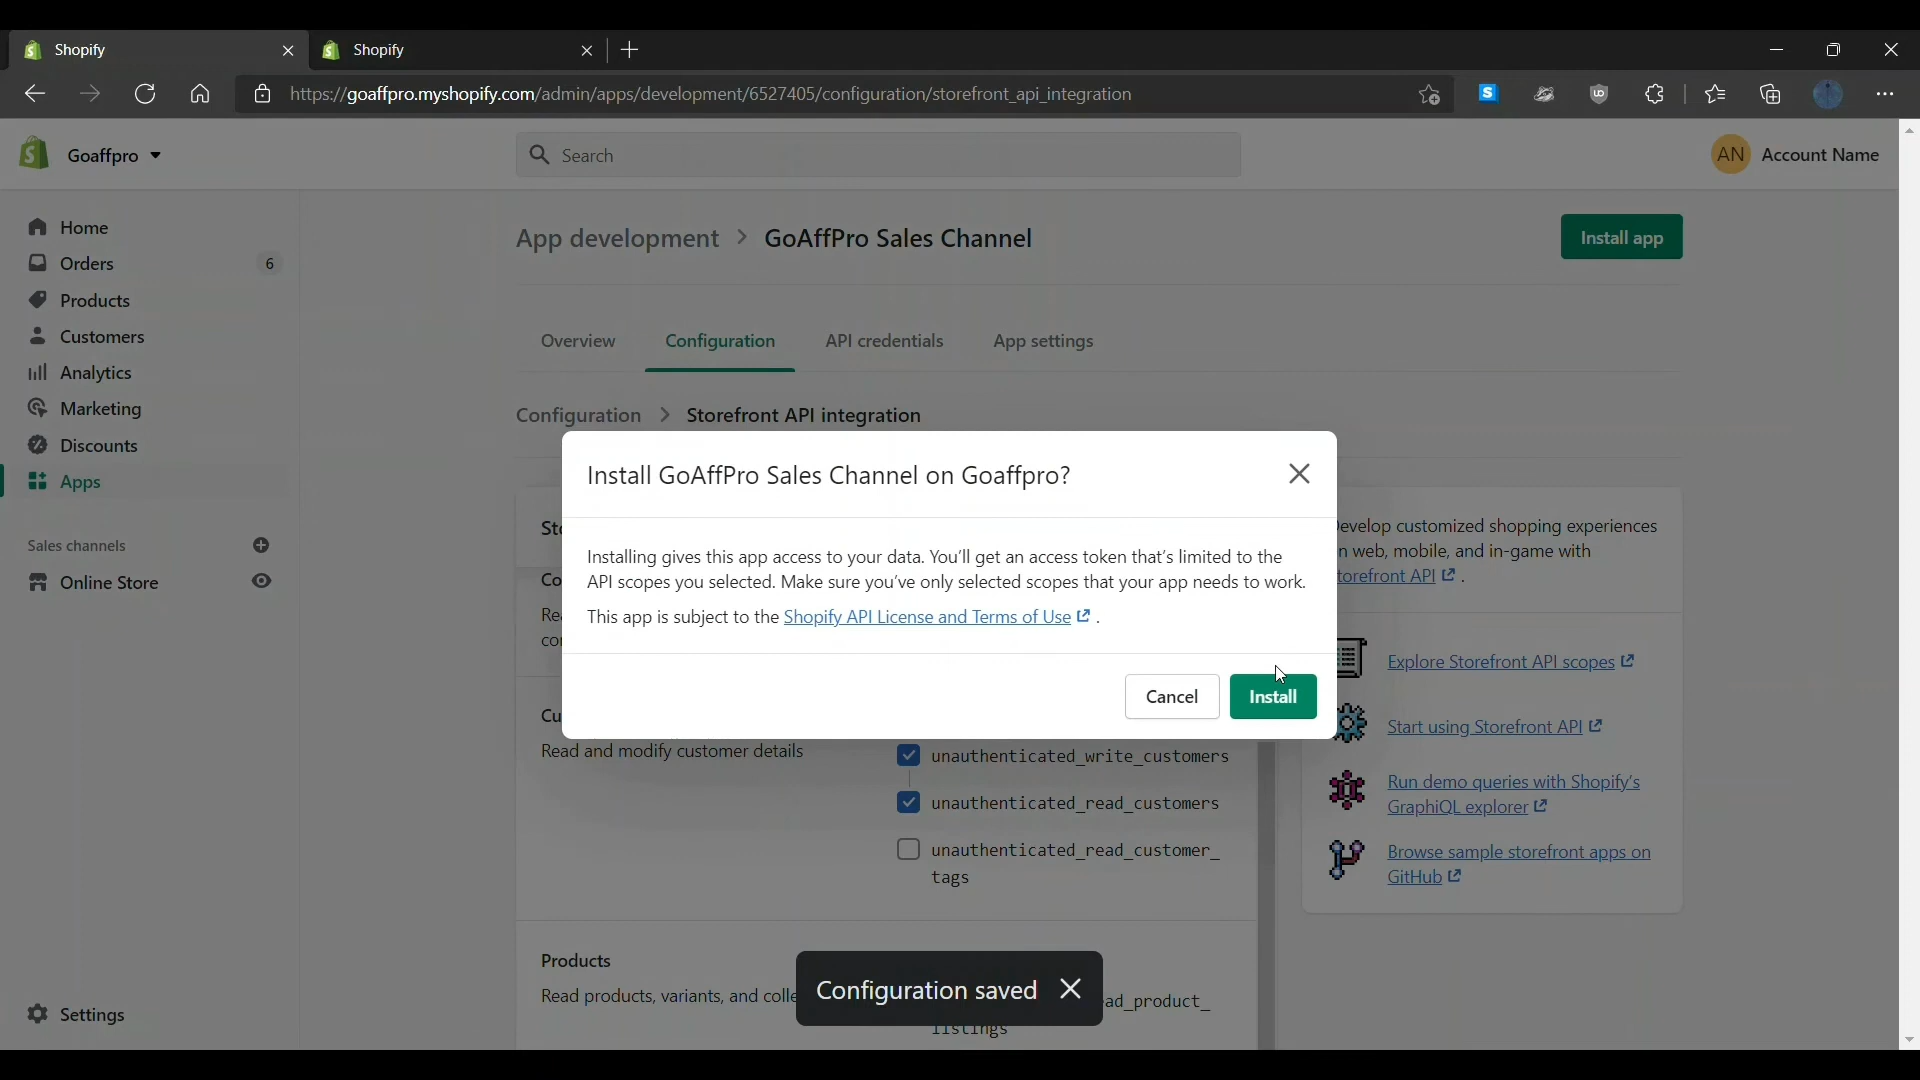 Shopify
Shopify
https://goaffpro.myshopify.com/admin/apps/development/6527405/configuration/storefront_api_integration
Goaffpro
Search
AN Account Name
Home
Orders 6
Products
Customers
Analytics
Marketing
Discounts
Apps
Sales channels
Online Store
Settings
App development > GoAffPro Sales Channel
Install app
Overview Configuration API credentials App settings
Configuration > Storefront API integration
Install GoAffPro Sales Channel on Goaffpro?
Installing gives this app access to your data. You'll get an access token that's limited to the
API scopes you selected. Make sure you've only selected scopes that your app needs to work.
This app is subject to the Shopify API License and Terms of Use .
Cancel Install
Read and modify customer details
unauthenticated_write_customers
unauthenticated_read_customers
unauthenticated_read_customer_
tags
Products
Read products, variants, and colle
ad_product_
listings
Configuration saved
evelop customized shopping experiences
n web, mobile, and in-game with
torefront API .
Explore Storefront API scopes
Start using Storefront API
Run demo queries with Shopify's
GraphiQL explorer
Browse sample storefront apps on
GitHub